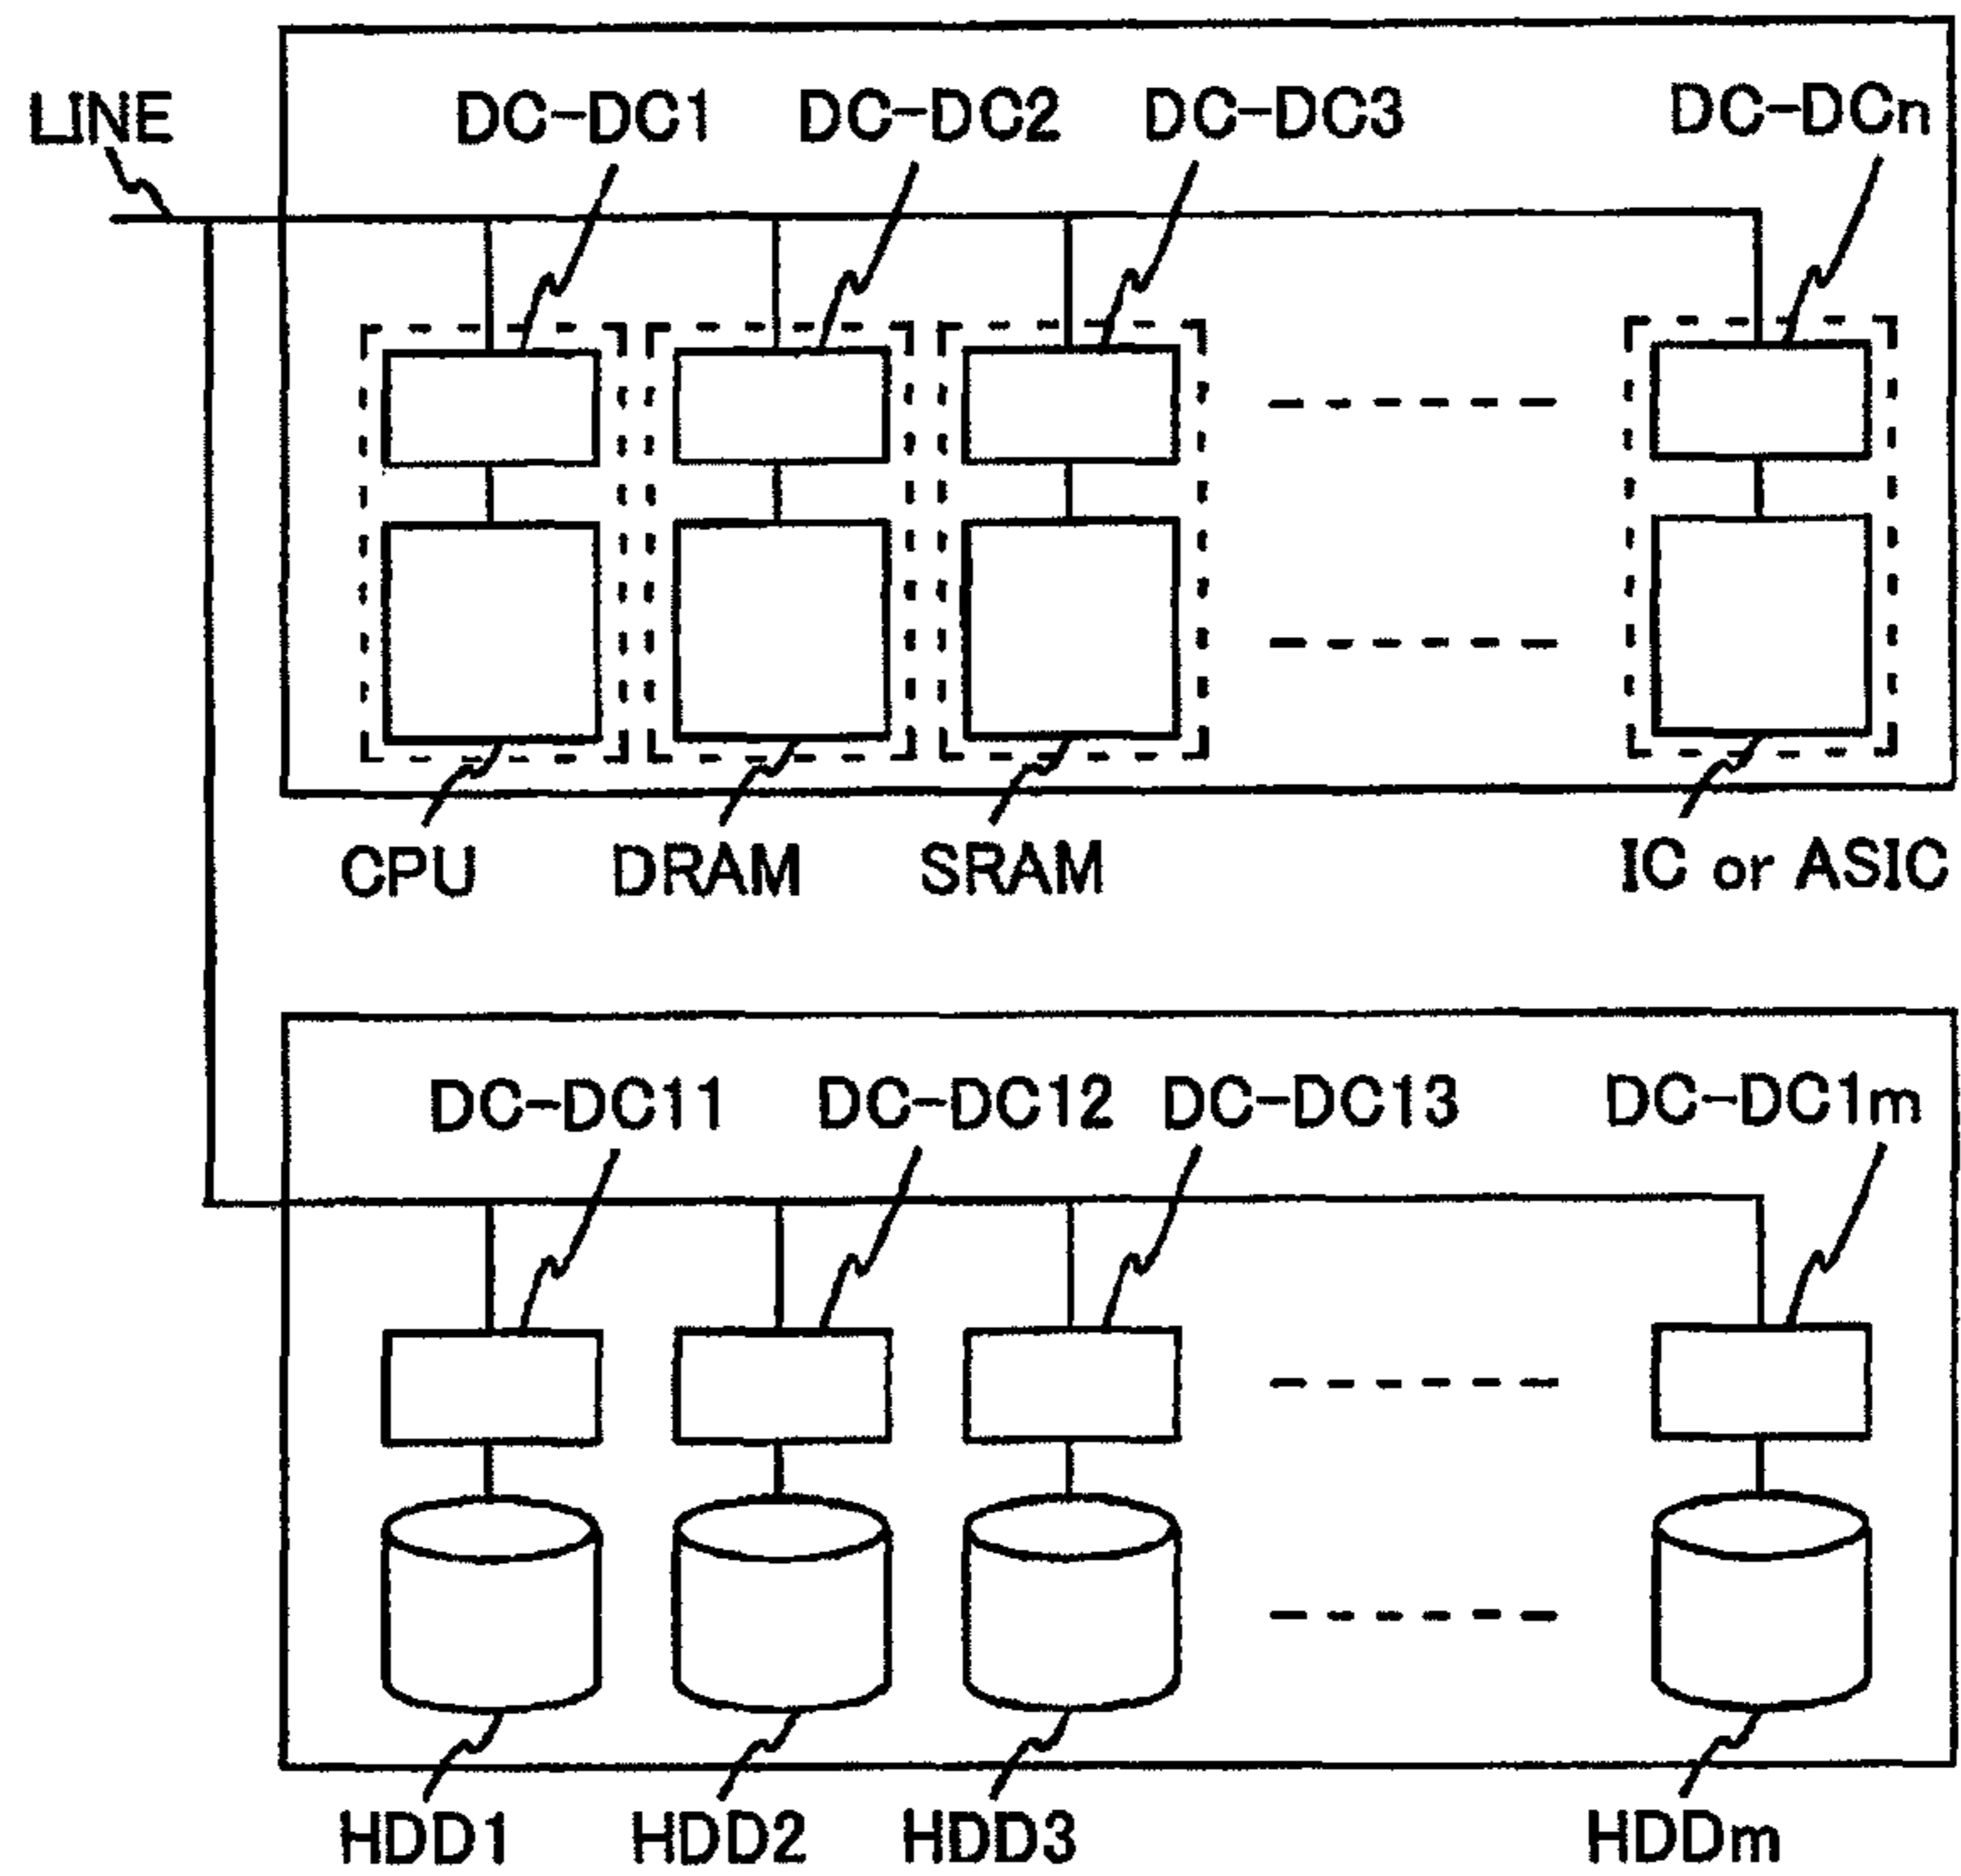 LINE
DC-DC1 DC-DC2 DC-DC3 DC-DCn
CPU DRAM SRAM IC or ASIC
DC-DC11 DC-DC12 DC-DC13 DC-DC1m
HDD1 HDD2 HDD3 HDDm